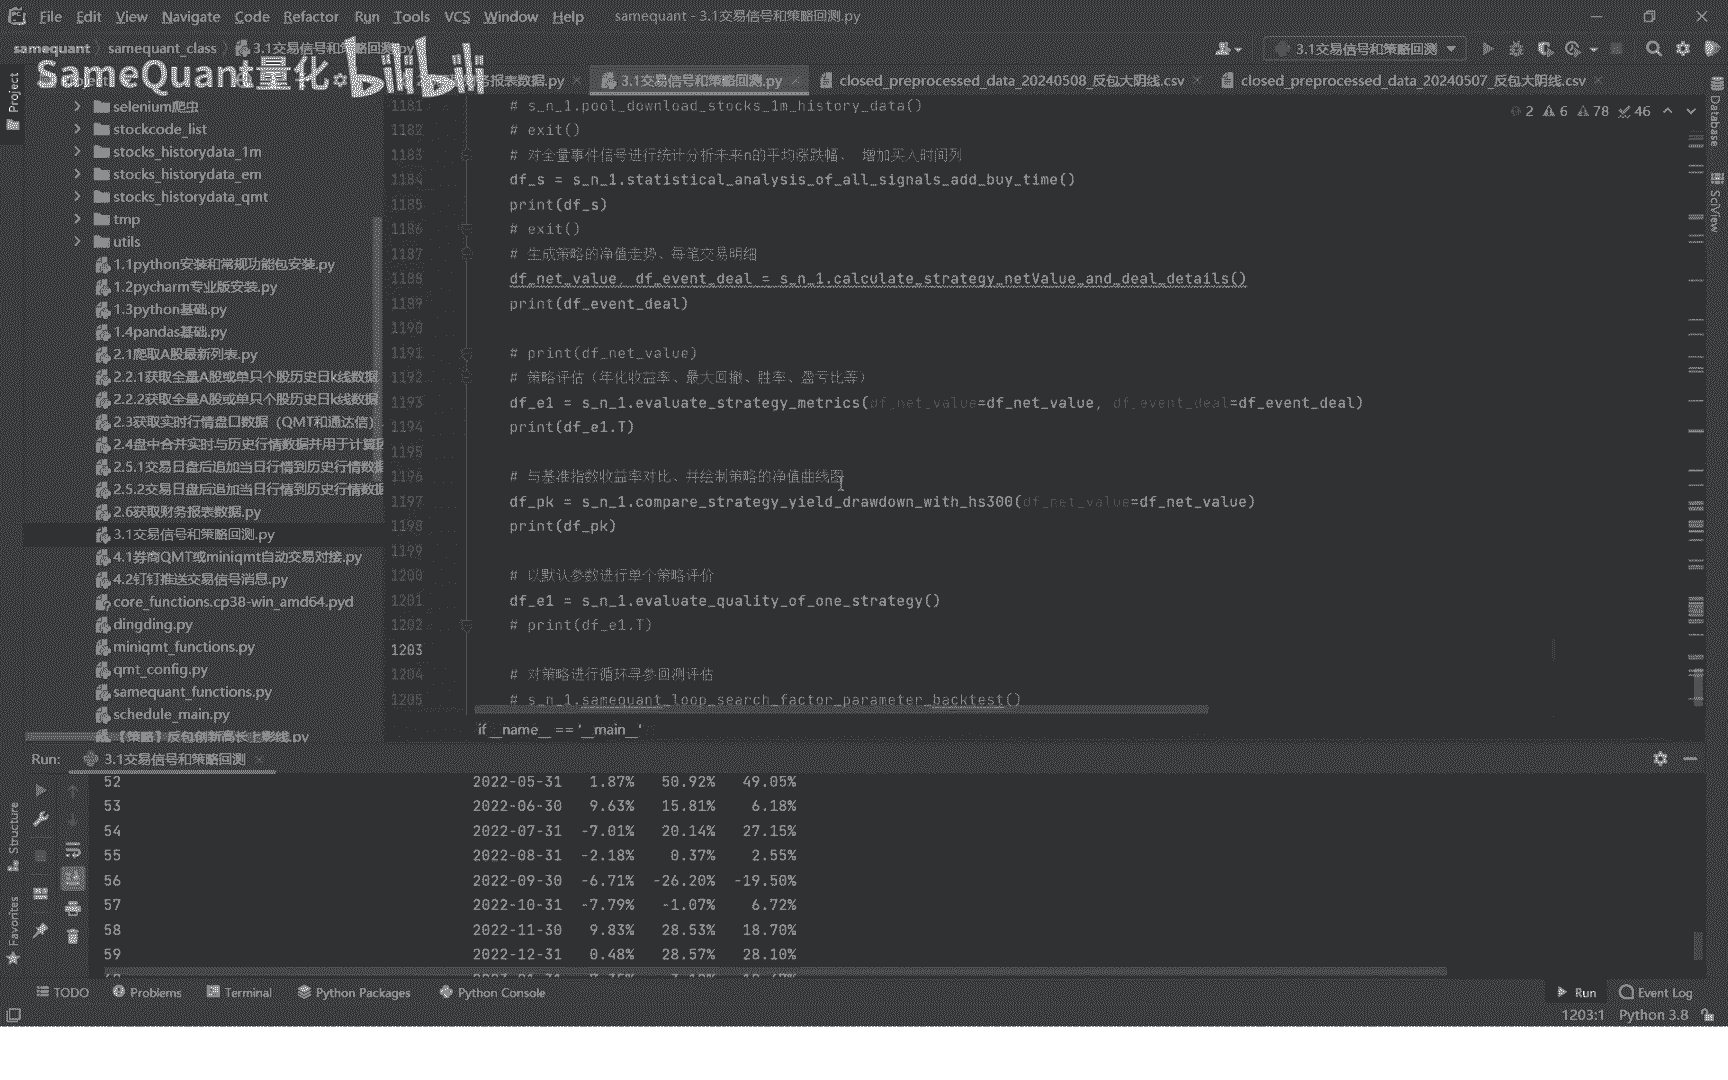 File Edit View Navigate Code Refactor Run Tools VCS Window Help samequant - 3.1交易信号和策略回测.py
samequant samequant_class 3.1交易信号和策略回测.py 3.1交易信号和策略回测
SameQuant量化 bilibili
务报表数据.py 3.1交易信号和策略回测.py closed_preprocessed_data_20240508_反包大阴线.csv closed_preprocessed_data_20240507_反包大阴线.csv
Project
Database
SciView
selenium爬虫
stockcode_list
stocks_historydata_1m
stocks_historydata_em
stocks_historydata_qmt
tmp
utils
1.1python安装和常规功能包安装.py
1.2pycharm专业版安装.py
1.3python基础.py
1.4pandas基础.py
2.1爬取A股最新列表.py
2.2.1获取全量A股或单只个股历史日k线数据
2.2.2获取全量A股或单只个股历史日k线数据
2.3获取实时行情盘口数据（QMT和通达信）
2.4盘中合并实时与历史行情数据并用于计算
2.5.1交易日盘后追加当日行情到历史行情数据
2.5.2交易日盘后追加当日行情到历史行情数据
2.6获取财务报表数据.py
3.1交易信号和策略回测.py
4.1券商QMT或miniqmt自动交易对接.py
4.2钉钉推送交易信号消息.py
core_functions.cp38-win_amd64.pyd
dingding.py
miniqmt_functions.py
qmt_config.py
samequant_functions.py
schedule_main.py
【策略】反包创新高长上影线.py
2 6 78 46
1181 # s_n_1.pool_download_stocks_1m_history_data()
1182 # exit()
1183 # 对全量事件信号进行统计分析未来n的平均涨跌幅、 增加买入时间列
1184 df_s = s_n_1.statistical_analysis_of_all_signals_add_buy_time()
1185 print(df_s)
1186 # exit()
1187 # 生成策略的净值走势、每笔交易明细
1188 df_net_value, df_event_deal = s_n_1.calculate_strategy_netValue_and_deal_details()
1189 print(df_event_deal)
1190
1191 # print(df_net_value)
1192 # 策略评估（年化收益率、最大回撤、胜率、盈亏比等）
1193 df_e1 = s_n_1.evaluate_strategy_metrics(df_net_value=df_net_value, df_event_deal=df_event_deal)
1194 print(df_e1.T)
1195
1196 # 与基准指数收益率对比、并绘制策略的净值曲线图
1197 df_pk = s_n_1.compare_strategy_yield_drawdown_with_hs300(df_net_value=df_net_value)
1198 print(df_pk)
1199
1200 # 以默认参数进行单个策略评价
1201 df_e1 = s_n_1.evaluate_quality_of_one_strategy()
1202 # print(df_e1.T)
1203
1204 # 对策略进行循环寻参回测评估
1205 # s_n_1.samequant_loop_search_factor_parameter_backtest()
if __name__ == '__main__'
Run: 3.1交易信号和策略回测
52 2022-05-31 1.87% 50.92% 49.05%
53 2022-06-30 9.63% 15.81% 6.18%
54 2022-07-31 -7.01% 20.14% 27.15%
55 2022-08-31 -2.18% 0.37% 2.55%
56 2022-09-30 -6.71% -26.20% -19.50%
57 2022-10-31 -7.79% -1.07% 6.72%
58 2022-11-30 9.83% 28.53% 18.70%
59 2022-12-31 0.48% 28.57% 28.10%
Structure
Favorites
TODO Problems Terminal Python Packages Python Console Run Event Log
1203:1 Python 3.8